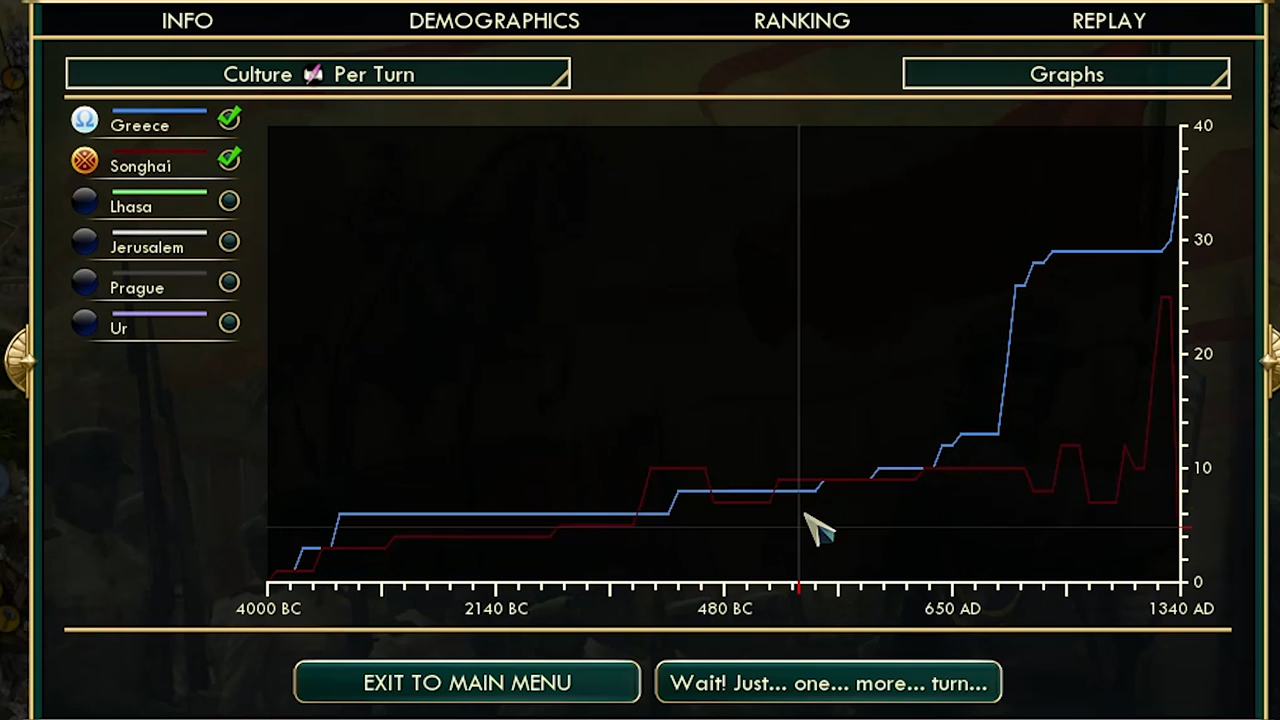 INFO DEMOGRAPHICS RANKING REPLAY
Culture Per Turn Graphs
Greece
Songhai
Lhasa
Jerusalem
Prague
Ur
40
30
20
10
0
4000 BC 2140 BC 480 BC 650 AD 1340 AD
EXIT TO MAIN MENU Wait! Just... one... more... turn...